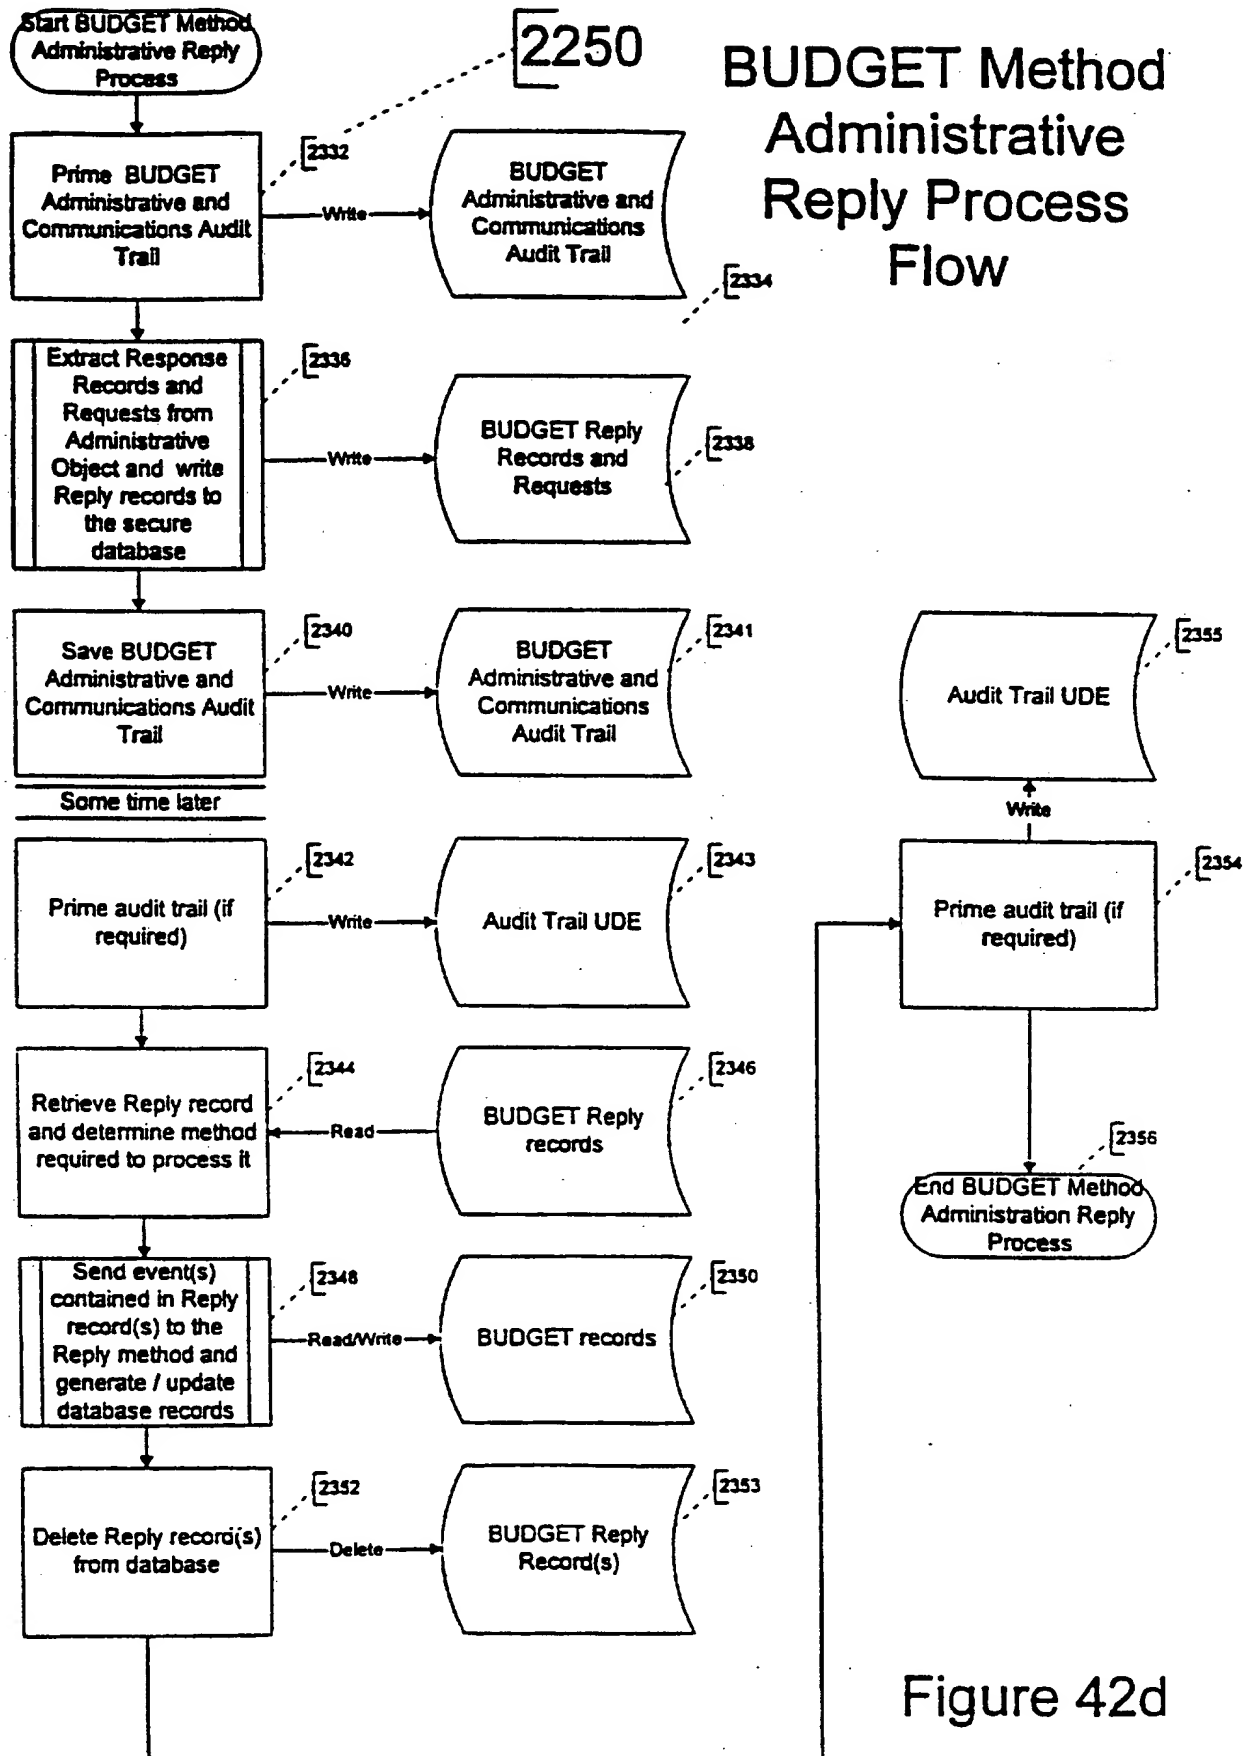 Start BUDGET Method
Administrative Reply
Process
2250
BUDGET Method
Administrative
Reply Process
Flow
Prime BUDGET
Administrative and
Communications Audit
Trail
2332
Write
BUDGET
Administrative and
Communications
Audit Trail
2334
Extract Response
Records and
Requests from
Administrative
Object and write
Reply records to
the secure
database
2336
Write
BUDGET Reply
Records and
Requests
2338
Save BUDGET
Administrative and
Communications Audit
Trail
2340
Write
BUDGET
Administrative and
Communications
Audit Trail
2341
Some time later
Prime audit trail (if
required)
2342
Write
Audit Trail UDE
2343
Retrieve Reply record
and determine method
required to process it
2344
Read
BUDGET Reply
records
2346
Send event(s)
contained in Reply
record(s) to the
Reply method and
generate / update
database records
2348
Read/Write
BUDGET records
2350
Delete Reply record(s)
from database
2352
Delete
BUDGET Reply
Record(s)
2353
Audit Trail UDE
2355
Write
Prime audit trail (if
required)
2354
End BUDGET Method
Administration Reply
Process
2356
Figure 42d